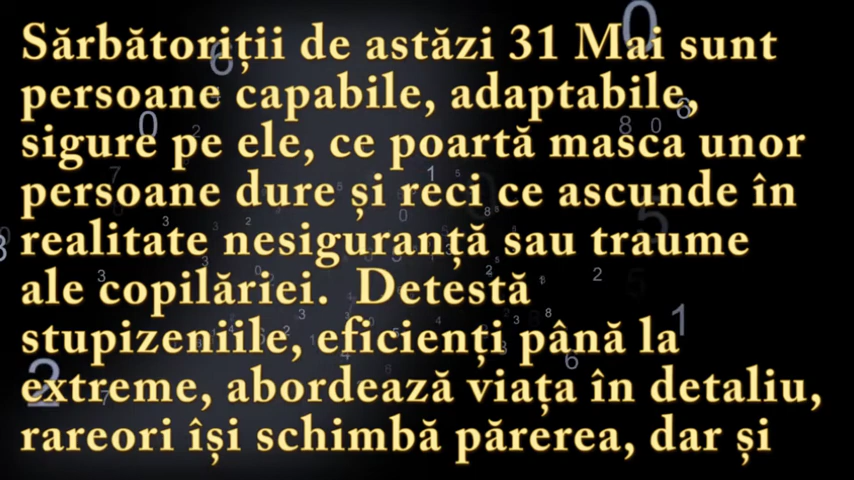 Sărbătoriții de astăzi 31 Mai sunt
persoane capabile, adaptabile,
sigure pe ele, ce poartă masca unor
persoane dure și reci ce ascunde în
realitate nesiguranță sau traume
ale copilăriei. Detestă
stupizeniile, eficienți până la
extreme, abordează viața în detaliu,
rareori își schimbă părerea, dar și